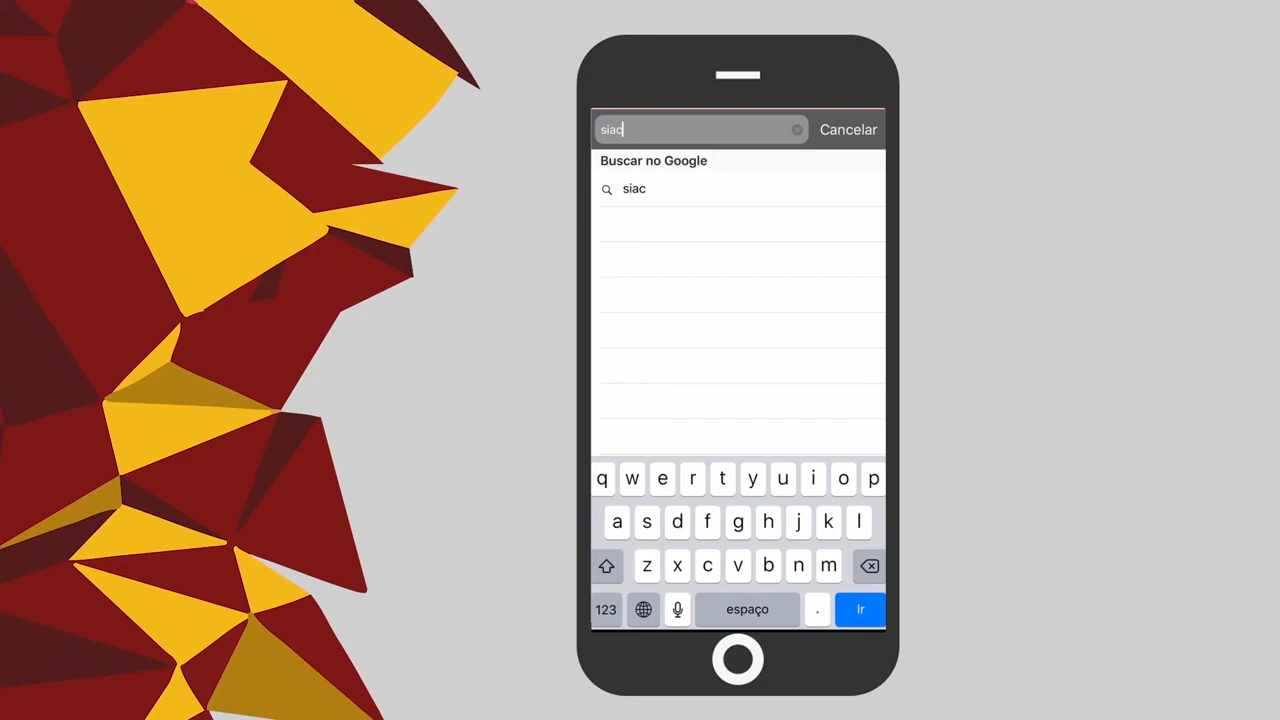 siac
Cancelar
Buscar no Google
siac
q w e r t y u i o p
a s d f g h j k l
z x c v b n m
123 espaço . Ir